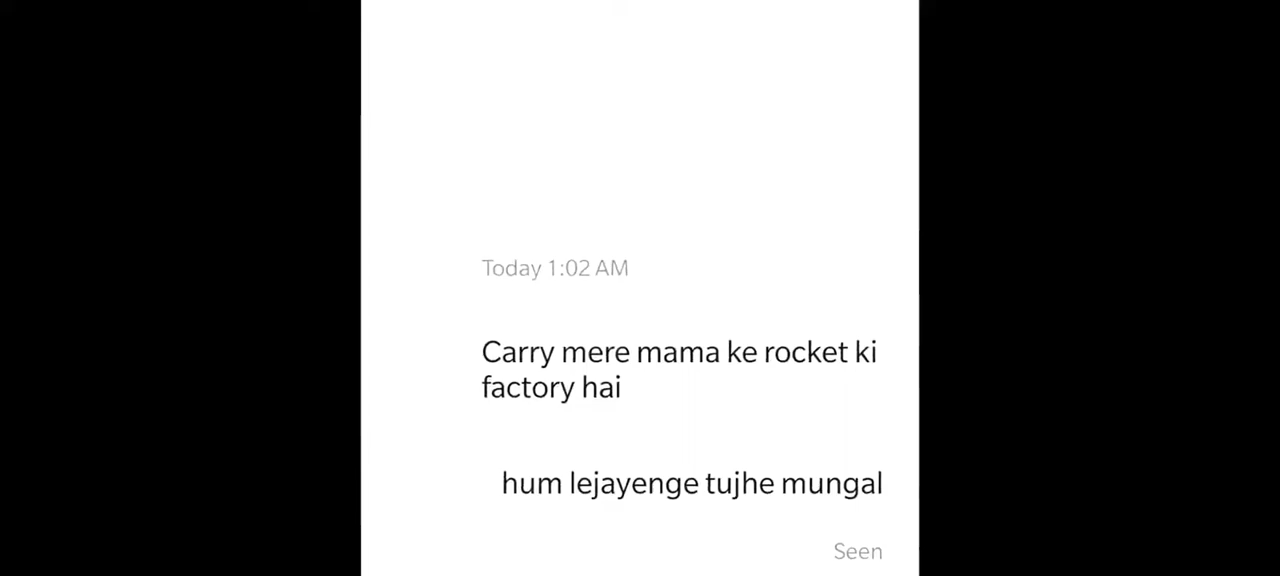 Today 1:02 AM
Carry mere mama ke rocket ki
factory hai
hum lejayenge tujhe mungal
Seen